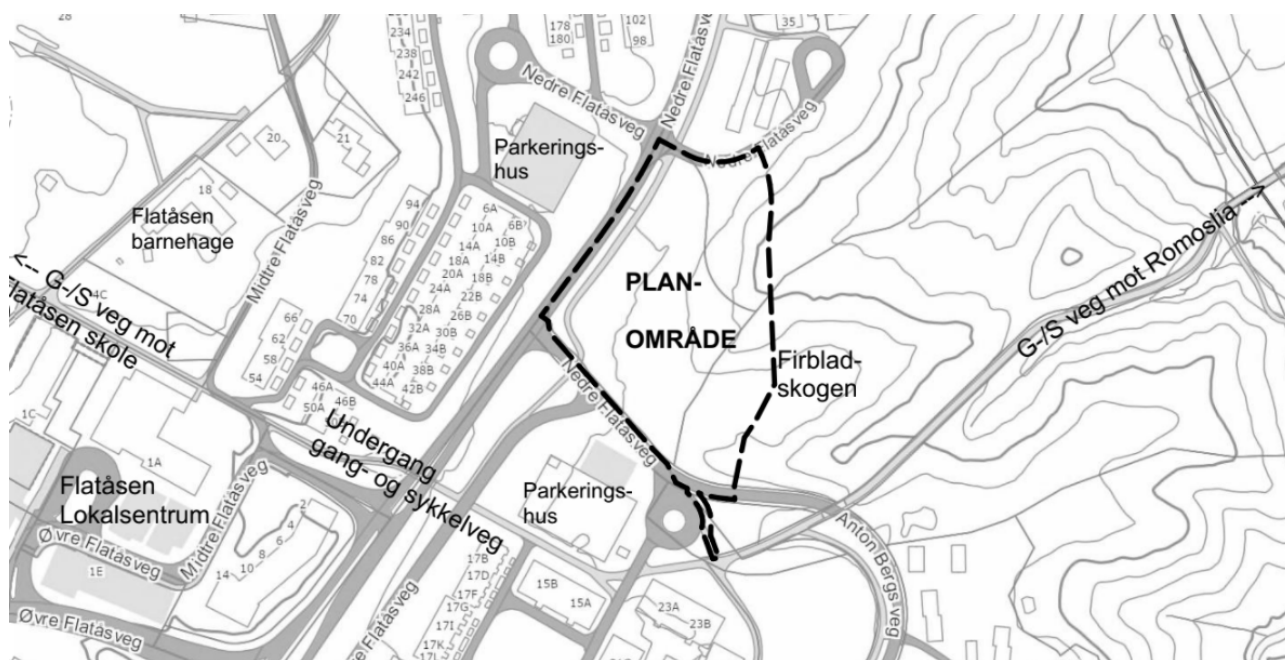 28
234
238
242
246
178
180
102
98
35
Nedre Flatåsveg
Nedre Flatåsveg
Nedre Flatåsveg
20
21
18
Parkerings-
hus
Flatåsen
barnehage
Midtre Flatåsveg
94
90
86
82
78
74
70
6A
6B
10A
10B
14A
14B
18A
18B
20A
22B
24A
26B
28A
30B
32A
34B
36A
38B
40A
42B
44A
PLAN-
OMRÅDE
Firblad-
skogen
G-/S veg mot Romoslia -->
<-- G-/S veg mot
Flatåsen skole
4C
66
62
58
54
46A
46B
50A
Undergang
gang- og sykkelveg
Nedre Flatåsveg
1C
1A
Flatåsen
Lokalsentrum
Parkerings-
hus
Øvre Flatåsveg
Midtre Flatåsveg
1E
2
4
6
8
10
14
Øvre Flatåsveg
Midtre Flatåsveg
17B
17D
17F
17G
17I
17K
17L
15B
15A
23A
23B
Anton Bergs veg